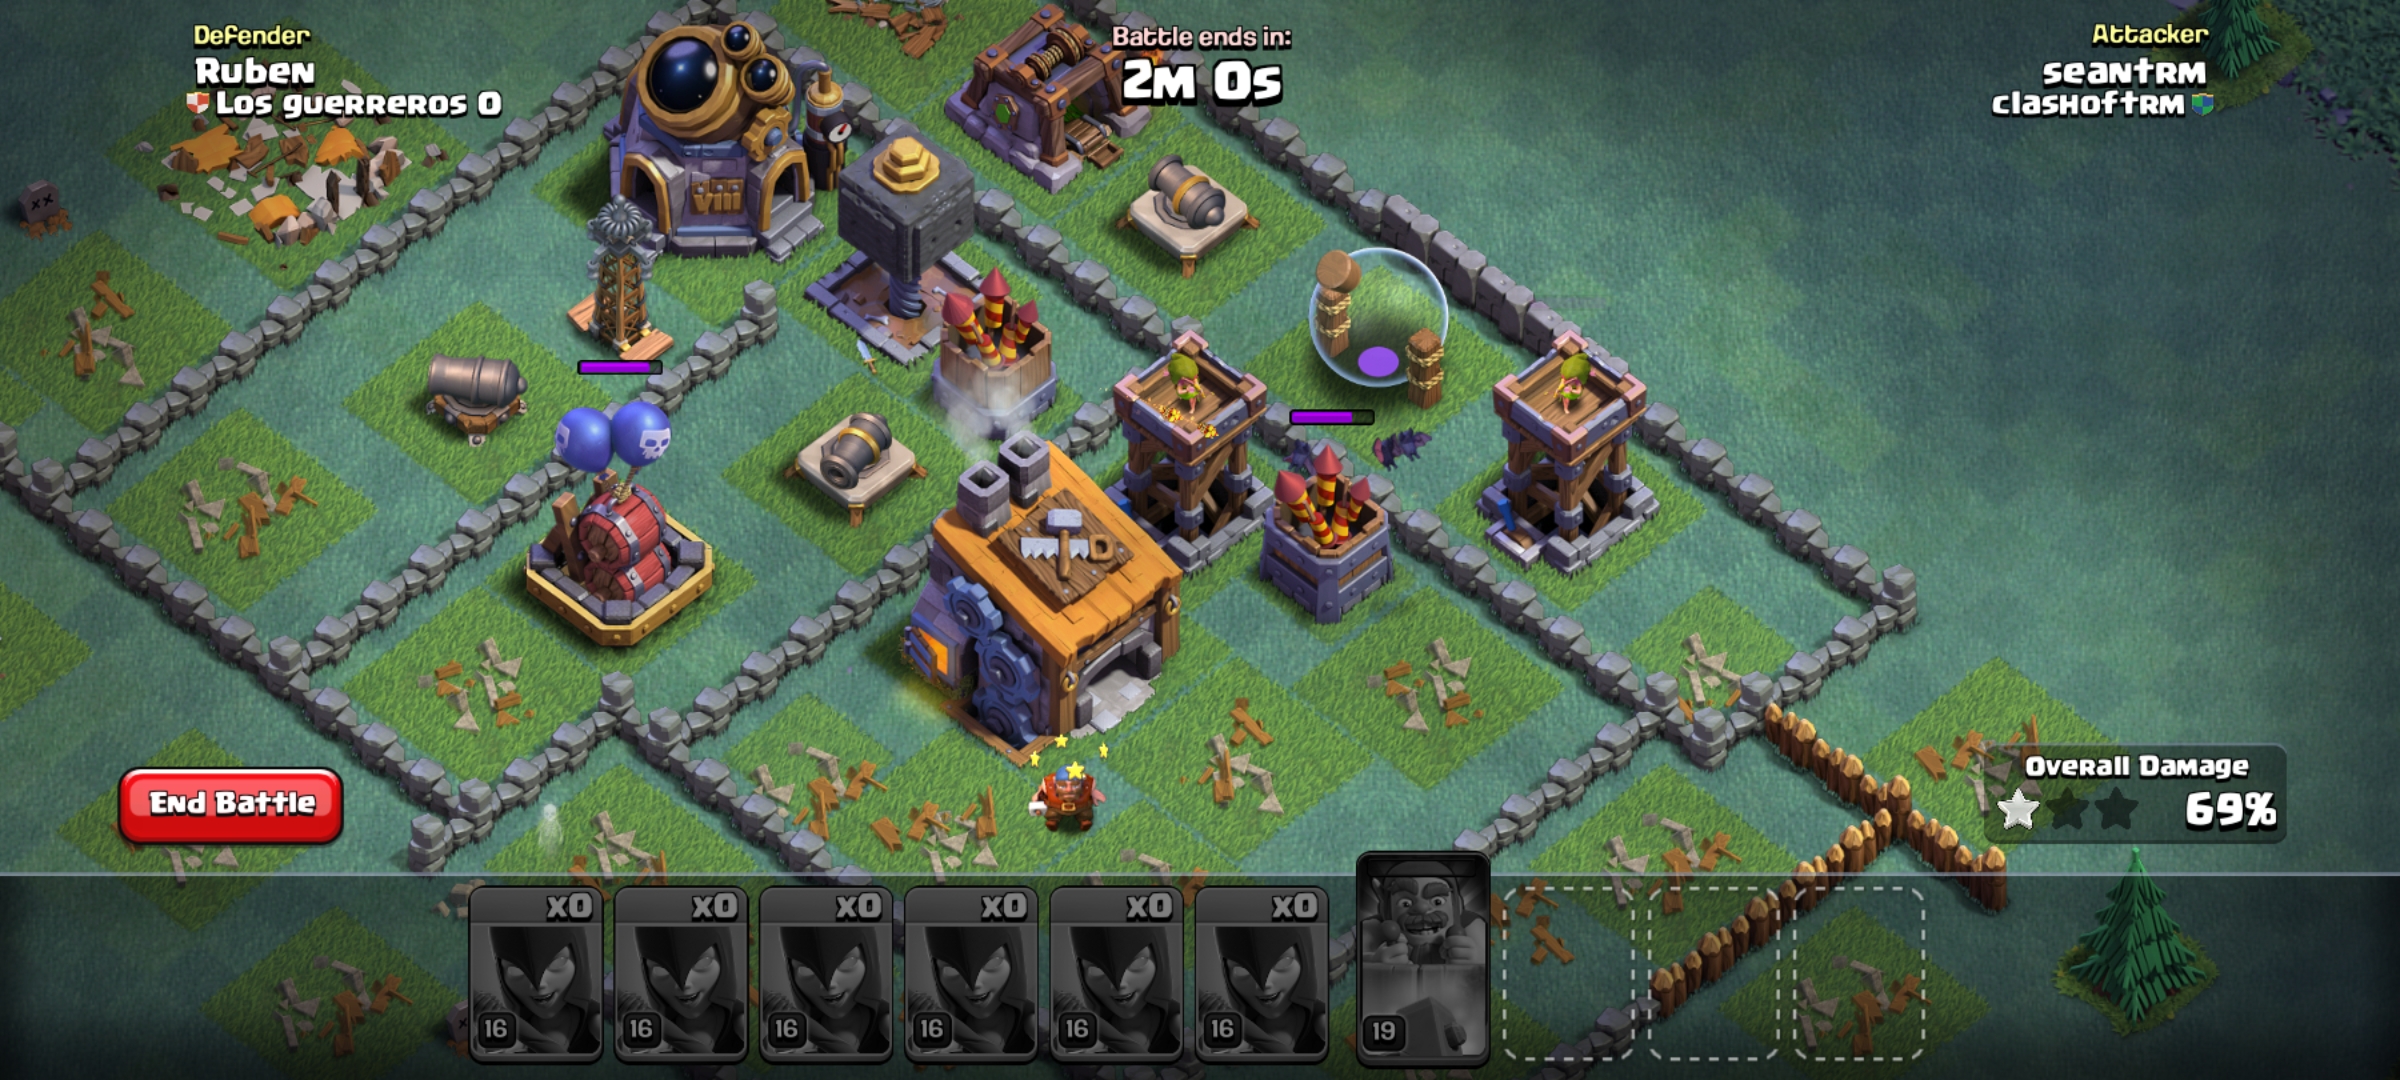 Defender
Ruben
Los guerreros 0
Battle ends in:
2M 0s
Attacker
seantrm
clashoftrm
VIII
End Battle
Overall Damage
69%
x0
x0
x0
x0
x0
x0
16
16
16
16
16
16
19